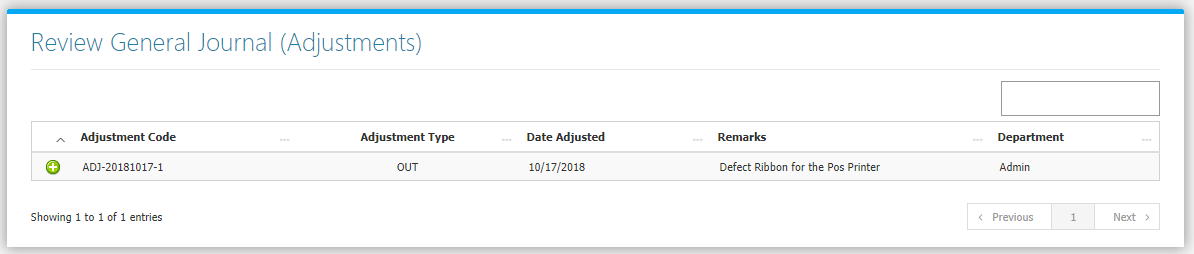 Review General Journal (Adjustments)
Adjustment Code Adjustment Type Date Adjusted Remarks Department
ADJ-20181017-1 OUT 10/17/2018 Defect Ribbon for the Pos Printer Admin
Showing 1 to 1 of 1 entries
Previous 1 Next